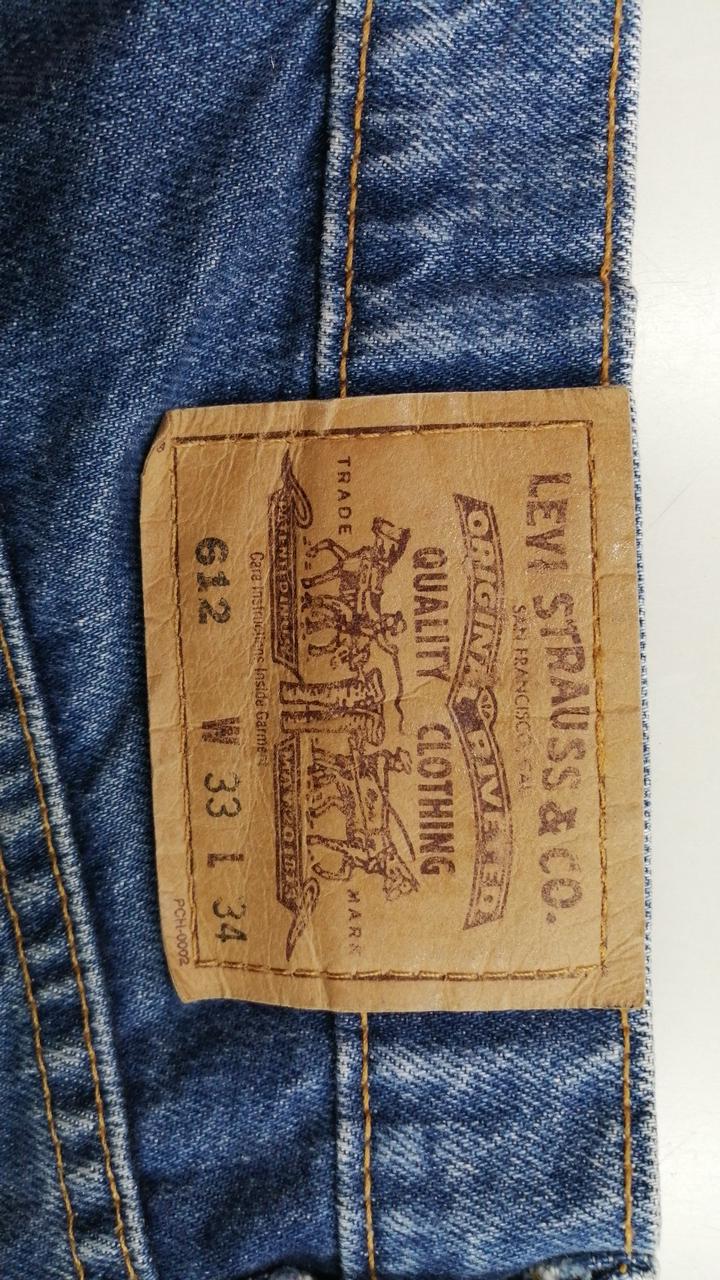 LEVI STRAUSS & CO.
SAN FRANCISCO, CAL.
ORIGINAL RIVETED
QUALITY CLOTHING
TRADE MARK
Care Instructions Inside Garment
612 W 33 L 34
PCH-0002